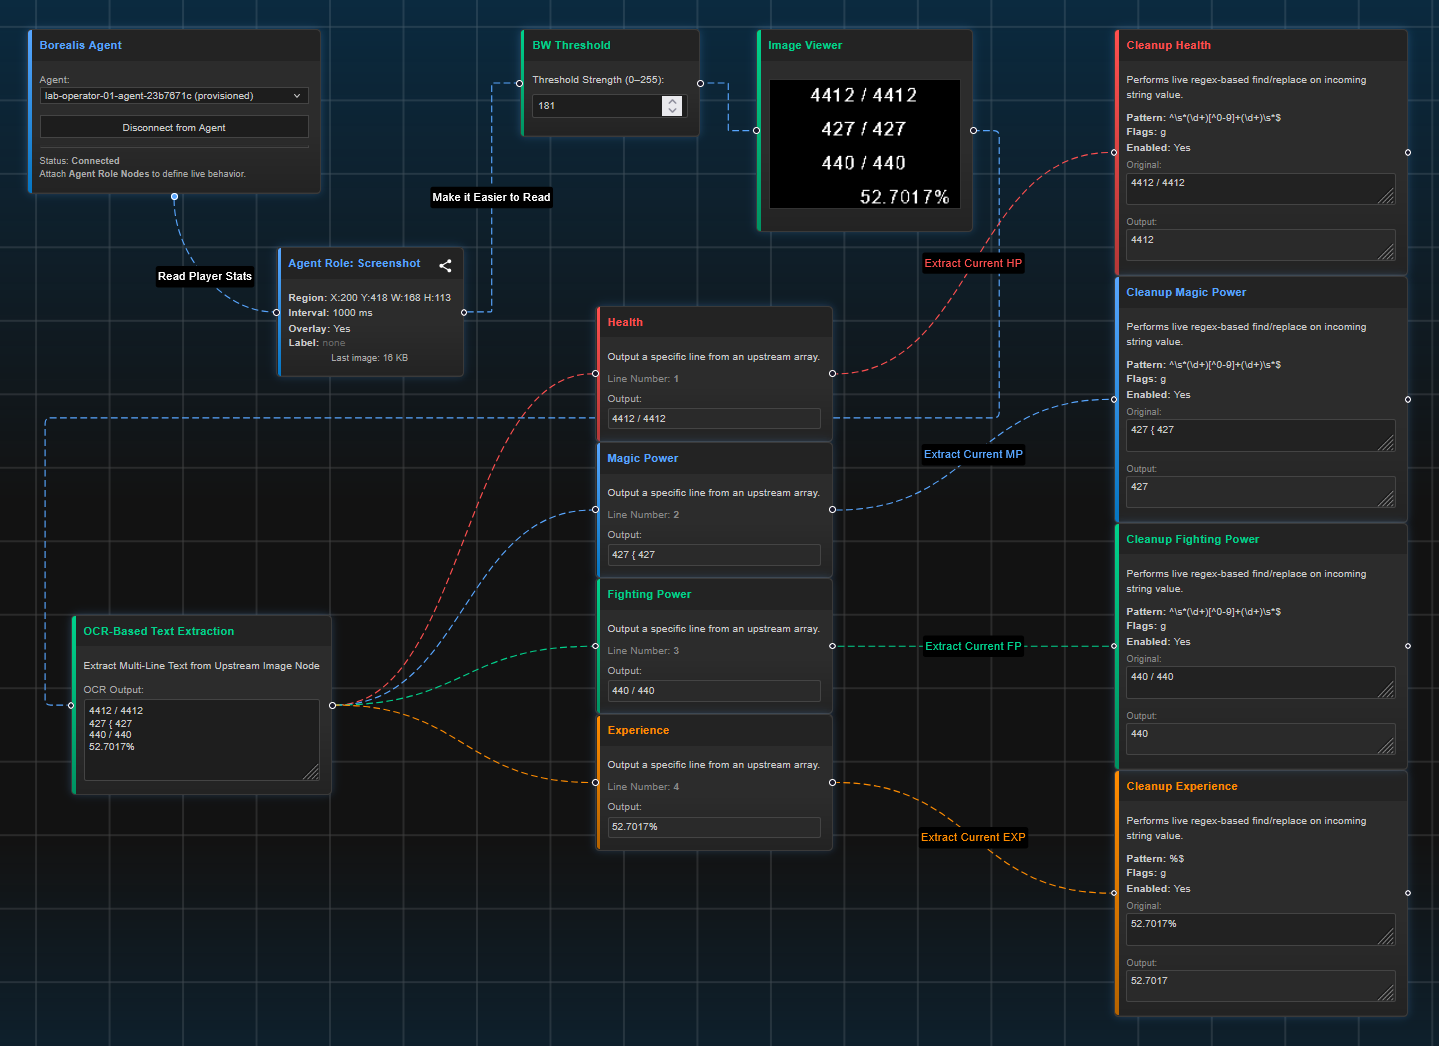 Borealis Agent
Agent:
lab-operator-01-agent-23b7671c (provisioned)
Disconnect from Agent
Status: Connected
Attach Agent Role Nodes to define live behavior.
Read Player Stats
Agent Role: Screenshot
Region: X:200 Y:418 W:168 H:113
Interval: 1000 ms
Overlay: Yes
Label: none
Last image: 16 KB
Make it Easier to Read
BW Threshold
Threshold Strength (0–255):
181
Image Viewer
4412 / 4412
427 / 427
440 / 440
52.7017%
OCR-Based Text Extraction
Extract Multi-Line Text from Upstream Image Node
OCR Output:
4412 / 4412
427 { 427
440 / 440
52.7017%
Health
Output a specific line from an upstream array.
Line Number: 1
Output:
4412 / 4412
Magic Power
Output a specific line from an upstream array.
Line Number: 2
Output:
427 { 427
Fighting Power
Output a specific line from an upstream array.
Line Number: 3
Output:
440 / 440
Experience
Output a specific line from an upstream array.
Line Number: 4
Output:
52.7017%
Extract Current HP
Extract Current MP
Extract Current FP
Extract Current EXP
Cleanup Health
Performs live regex-based find/replace on incoming
string value.
Pattern: ^\s*(\d+)[^0-9]+(\d+)\s*$
Flags: g
Enabled: Yes
Original:
4412 / 4412
Output:
4412
Cleanup Magic Power
Performs live regex-based find/replace on incoming
string value.
Pattern: ^\s*(\d+)[^0-9]+(\d+)\s*$
Flags: g
Enabled: Yes
Original:
427 { 427
Output:
427
Cleanup Fighting Power
Performs live regex-based find/replace on incoming
string value.
Pattern: ^\s*(\d+)[^0-9]+(\d+)\s*$
Flags: g
Enabled: Yes
Original:
440 / 440
Output:
440
Cleanup Experience
Performs live regex-based find/replace on incoming
string value.
Pattern: %$
Flags: g
Enabled: Yes
Original:
52.7017%
Output:
52.7017